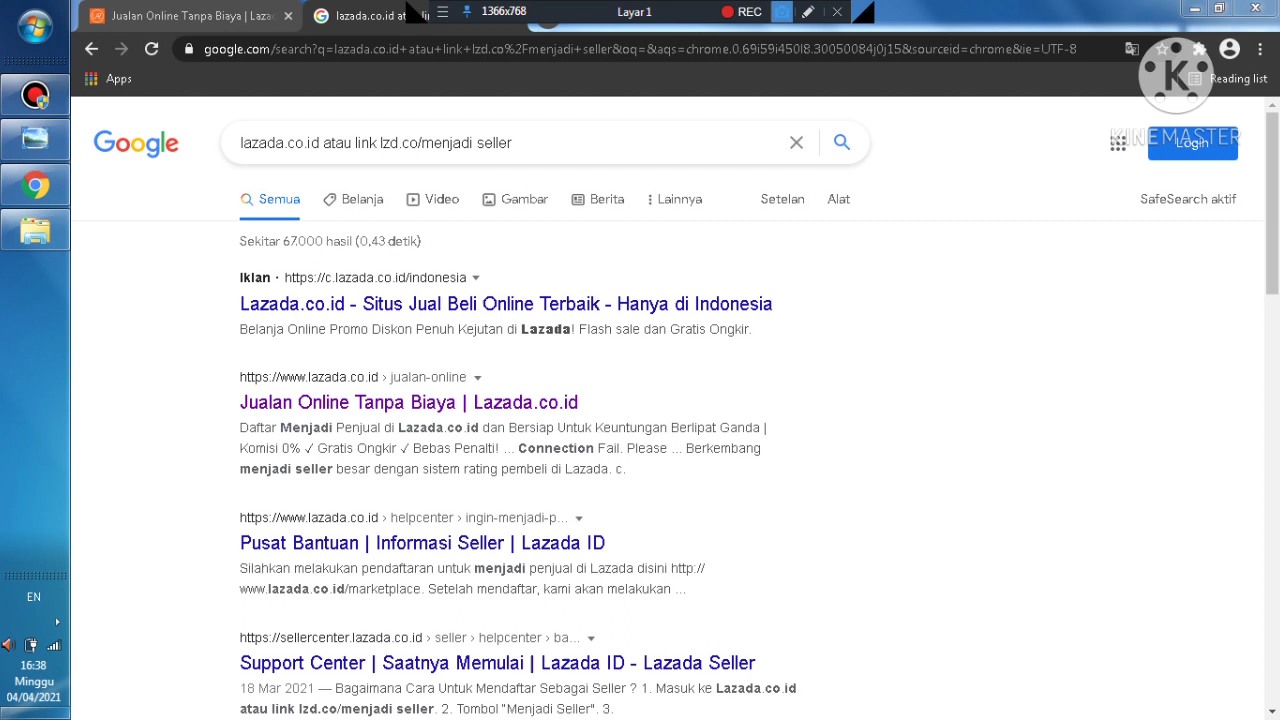 Jualan Online Tanpa Biaya | Lazad
lazada.co.id at
1366x768
Layar 1
REC
google.com/search?q=lazada.co.id+atau+link+lzd.co%2Fmenjadi+seller&oq=&aqs=chrome.0.69i59i450l8.30050084j0j15&sourceid=chrome&ie=UTF-8
Apps
Reading list
K
KINEMASTER
Google
lazada.co.id atau link lzd.co/menjadi seller
Login
Semua
Belanja
Video
Gambar
Berita
Lainnya
Setelan
Alat
SafeSearch aktif
Sekitar 67.000 hasil (0,43 detik)
Iklan · https://c.lazada.co.id/indonesia
Lazada.co.id - Situs Jual Beli Online Terbaik - Hanya di Indonesia
Belanja Online Promo Diskon Penuh Kejutan di Lazada! Flash sale dan Gratis Ongkir.
https://www.lazada.co.id › jualan-online
Jualan Online Tanpa Biaya | Lazada.co.id
Daftar Menjadi Penjual di Lazada.co.id dan Bersiap Untuk Keuntungan Berlipat Ganda |
Komisi 0% ✓ Gratis Ongkir ✓ Bebas Penalti! ... Connection Fail. Please ... Berkembang
menjadi seller besar dengan sistem rating pembeli di Lazada. c.
https://www.lazada.co.id › helpcenter › ingin-menjadi-p...
Pusat Bantuan | Informasi Seller | Lazada ID
Silahkan melakukan pendaftaran untuk menjadi penjual di Lazada disini http://
www.lazada.co.id/marketplace. Setelah mendaftar, kami akan melakukan ...
https://sellercenter.lazada.co.id › seller › helpcenter › ba...
Support Center | Saatnya Memulai | Lazada ID - Lazada Seller
18 Mar 2021 — Bagaimana Cara Untuk Mendaftar Sebagai Seller ? 1. Masuk ke Lazada.co.id
atau link lzd.co/menjadi seller. 2. Tombol "Menjadi Seller". 3.
EN
16:38
Minggu
04/04/2021